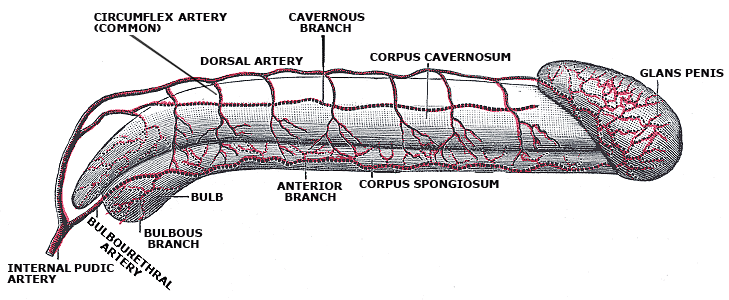 CIRCUMFLEX ARTERY
(COMMON)
CAVERNOUS
BRANCH
DORSAL ARTERY
CORPUS CAVERNOSUM
GLANS PENIS
ANTERIOR
BRANCH
CORPUS SPONGIOSUM
BULB
BULBOUS
BRANCH
BULBOURETHRAL
ARTERY
INTERNAL PUDIC
ARTERY